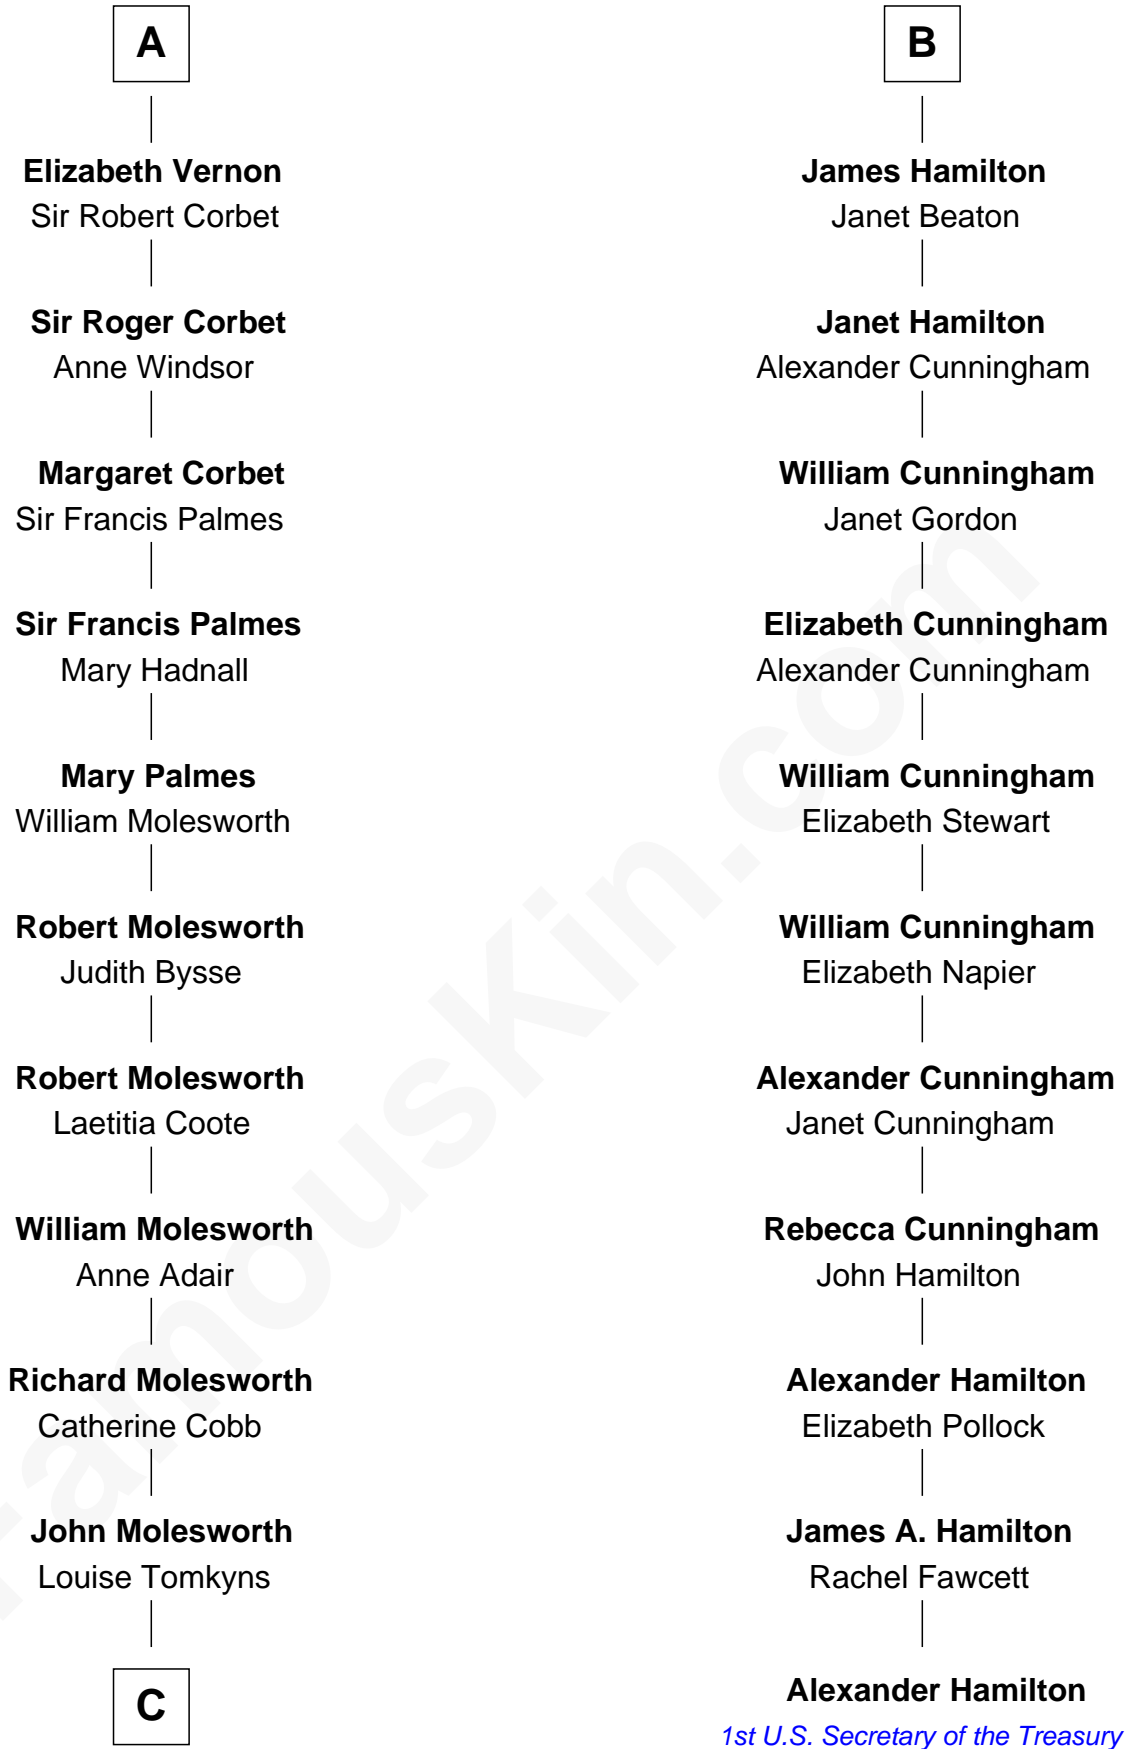 A
Elizabeth Vernon
Sir Robert Corbet
Sir Roger Corbet
Anne Windsor
Margaret Corbet
Sir Francis Palmes
Sir Francis Palmes
Mary Hadnall
Mary Palmes
William Molesworth
Robert Molesworth
Judith Bysse
Robert Molesworth
Laetitia Coote
William Molesworth
Anne Adair
Richard Molesworth
Catherine Cobb
John Molesworth
Louise Tomkyns
C
B
James Hamilton
Janet Beaton
Janet Hamilton
Alexander Cunningham
William Cunningham
Janet Gordon
Elizabeth Cunningham
Alexander Cunningham
William Cunningham
Elizabeth Stewart
William Cunningham
Elizabeth Napier
Alexander Cunningham
Janet Cunningham
Rebecca Cunningham
John Hamilton
Alexander Hamilton
Elizabeth Pollock
James A. Hamilton
Rachel Fawcett
Alexander Hamilton
1st U.S. Secretary of the Treasury
FamousKin.com